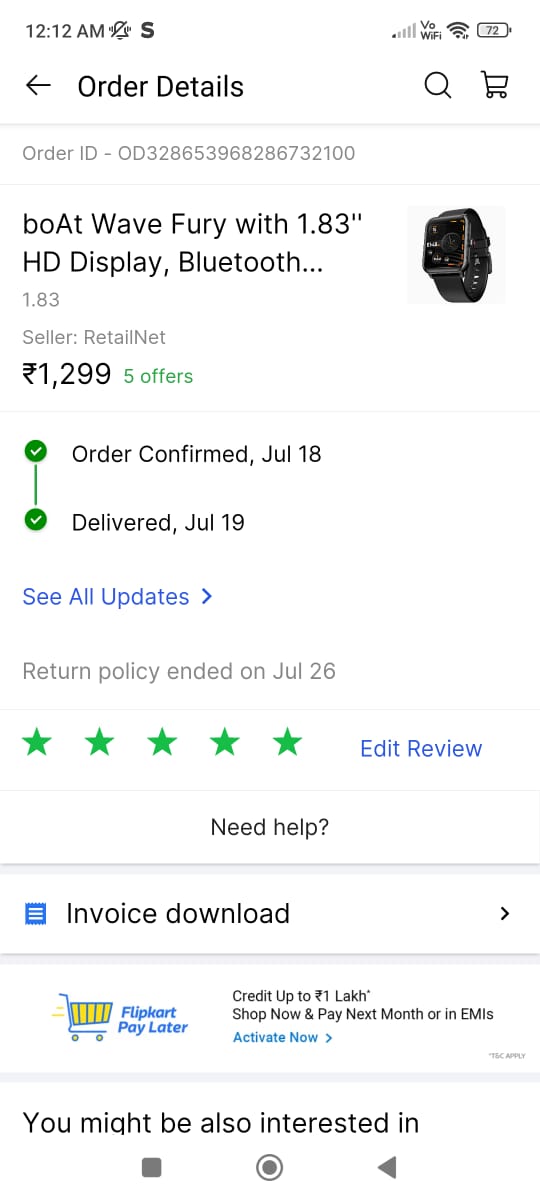 12:12 AM S Vo WiFi 72
Order Details
Order ID - OD328653968286732100
boAt Wave Fury with 1.83''
HD Display, Bluetooth...
1.83
Seller: RetailNet
₹1,299 5 offers
Order Confirmed, Jul 18
Delivered, Jul 19
See All Updates
Return policy ended on Jul 26
Edit Review
Need help?
Invoice download
Flipkart
Pay Later
Credit Up to ₹1 Lakh*
Shop Now & Pay Next Month or in EMIs
Activate Now
*T&C APPLY
You might be also interested in